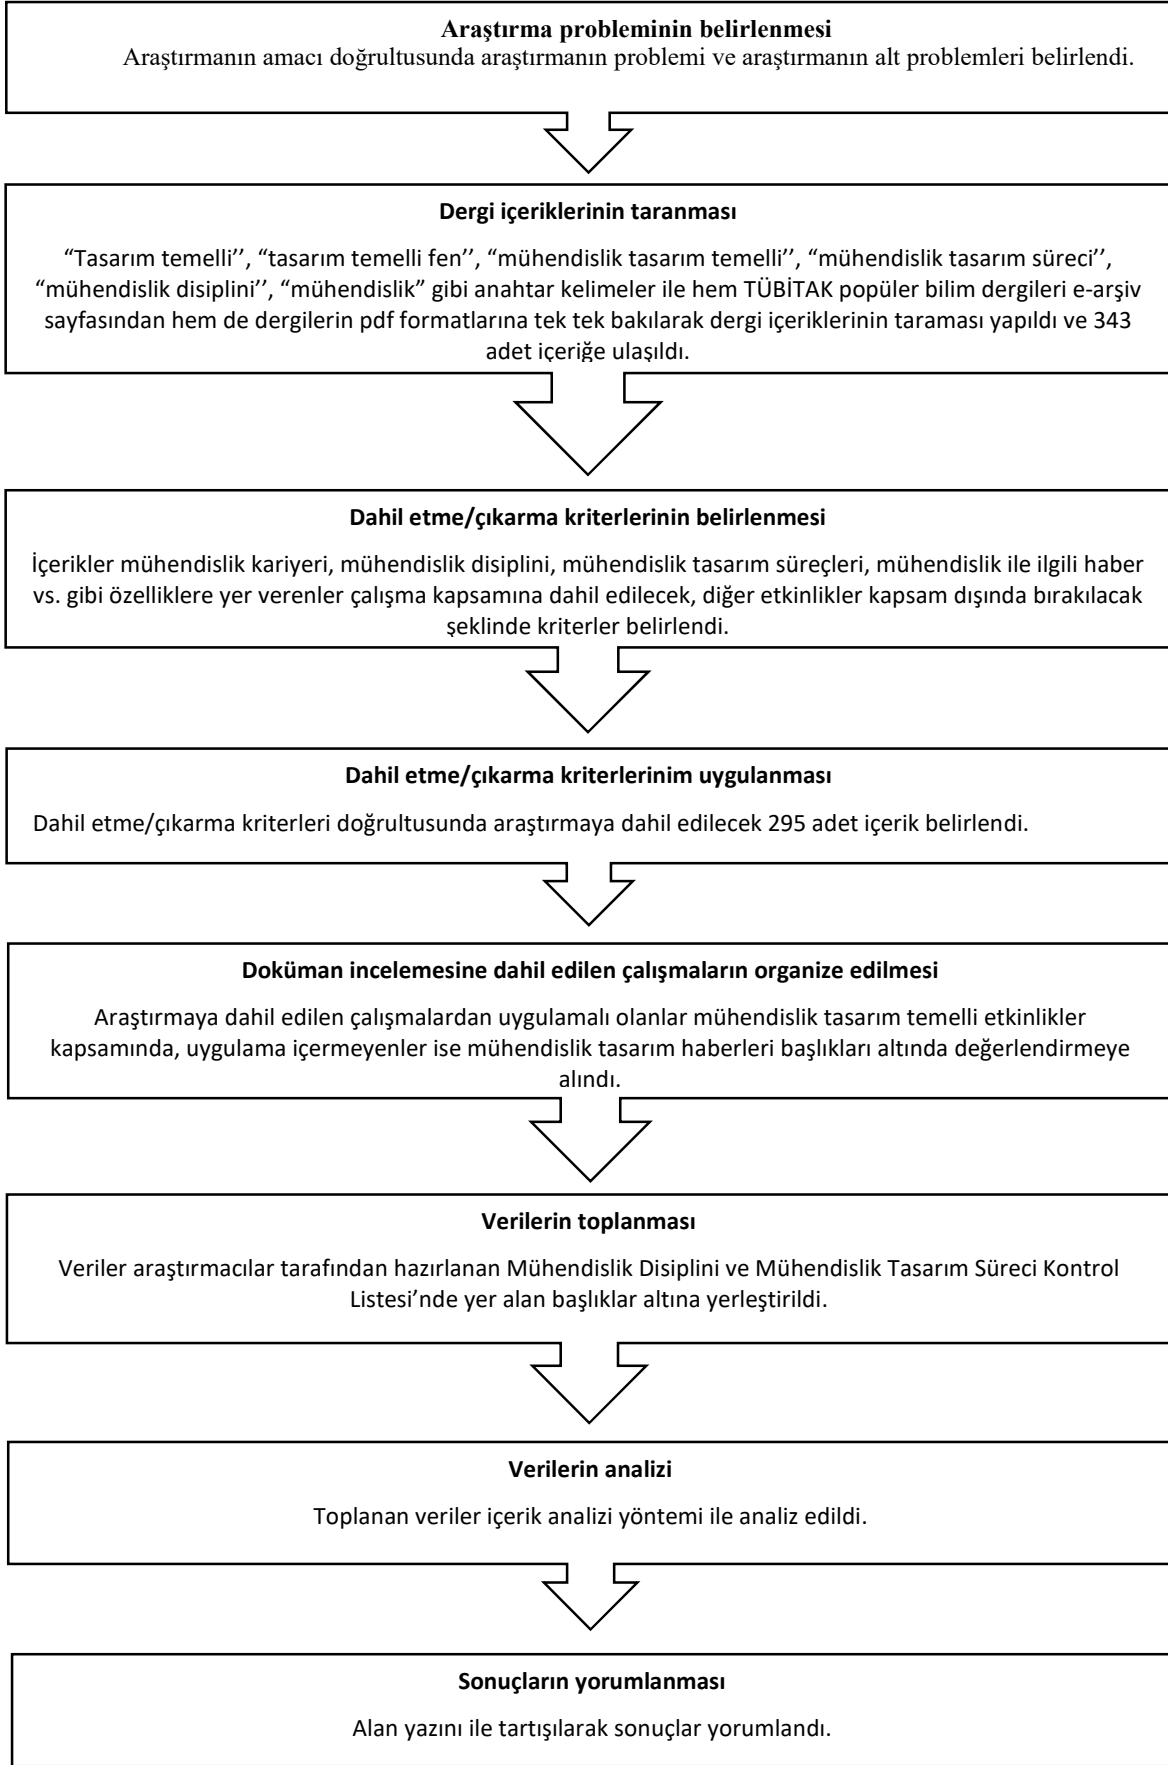 Araştırma probleminin belirlenmesi
Araştırmanın amacı doğrultusunda araştırmanın problemi ve araştırmanın alt problemleri belirlendi.
Dergi içeriklerinin taranması
“Tasarım temelli’’, “tasarım temelli fen’’, “mühendislik tasarım temelli’’, “mühendislik tasarım süreci’’,
“mühendislik disiplini’’, “mühendislik” gibi anahtar kelimeler ile hem TÜBİTAK popüler bilim dergileri e-arşiv
sayfasından hem de dergilerin pdf formatlarına tek tek bakılarak dergi içeriklerinin taraması yapıldı ve 343
adet içeriğe ulaşıldı.
Dahil etme/çıkarma kriterlerinin belirlenmesi
İçerikler mühendislik kariyeri, mühendislik disiplini, mühendislik tasarım süreçleri, mühendislik ile ilgili haber
vs. gibi özelliklere yer verenler çalışma kapsamına dahil edilecek, diğer etkinlikler kapsam dışında bırakılacak
şeklinde kriterler belirlendi.
Dahil etme/çıkarma kriterlerinim uygulanması
Dahil etme/çıkarma kriterleri doğrultusunda araştırmaya dahil edilecek 295 adet içerik belirlendi.
Doküman incelemesine dahil edilen çalışmaların organize edilmesi
Araştırmaya dahil edilen çalışmalardan uygulamalı olanlar mühendislik tasarım temelli etkinlikler
kapsamında, uygulama içermeyenler ise mühendislik tasarım haberleri başlıkları altında değerlendirmeye
alındı.
Verilerin toplanması
Veriler araştırmacılar tarafından hazırlanan Mühendislik Disiplini ve Mühendislik Tasarım Süreci Kontrol
Listesi’nde yer alan başlıklar altına yerleştirildi.
Verilerin analizi
Toplanan veriler içerik analizi yöntemi ile analiz edildi.
Sonuçların yorumlanması
Alan yazını ile tartışılarak sonuçlar yorumlandı.